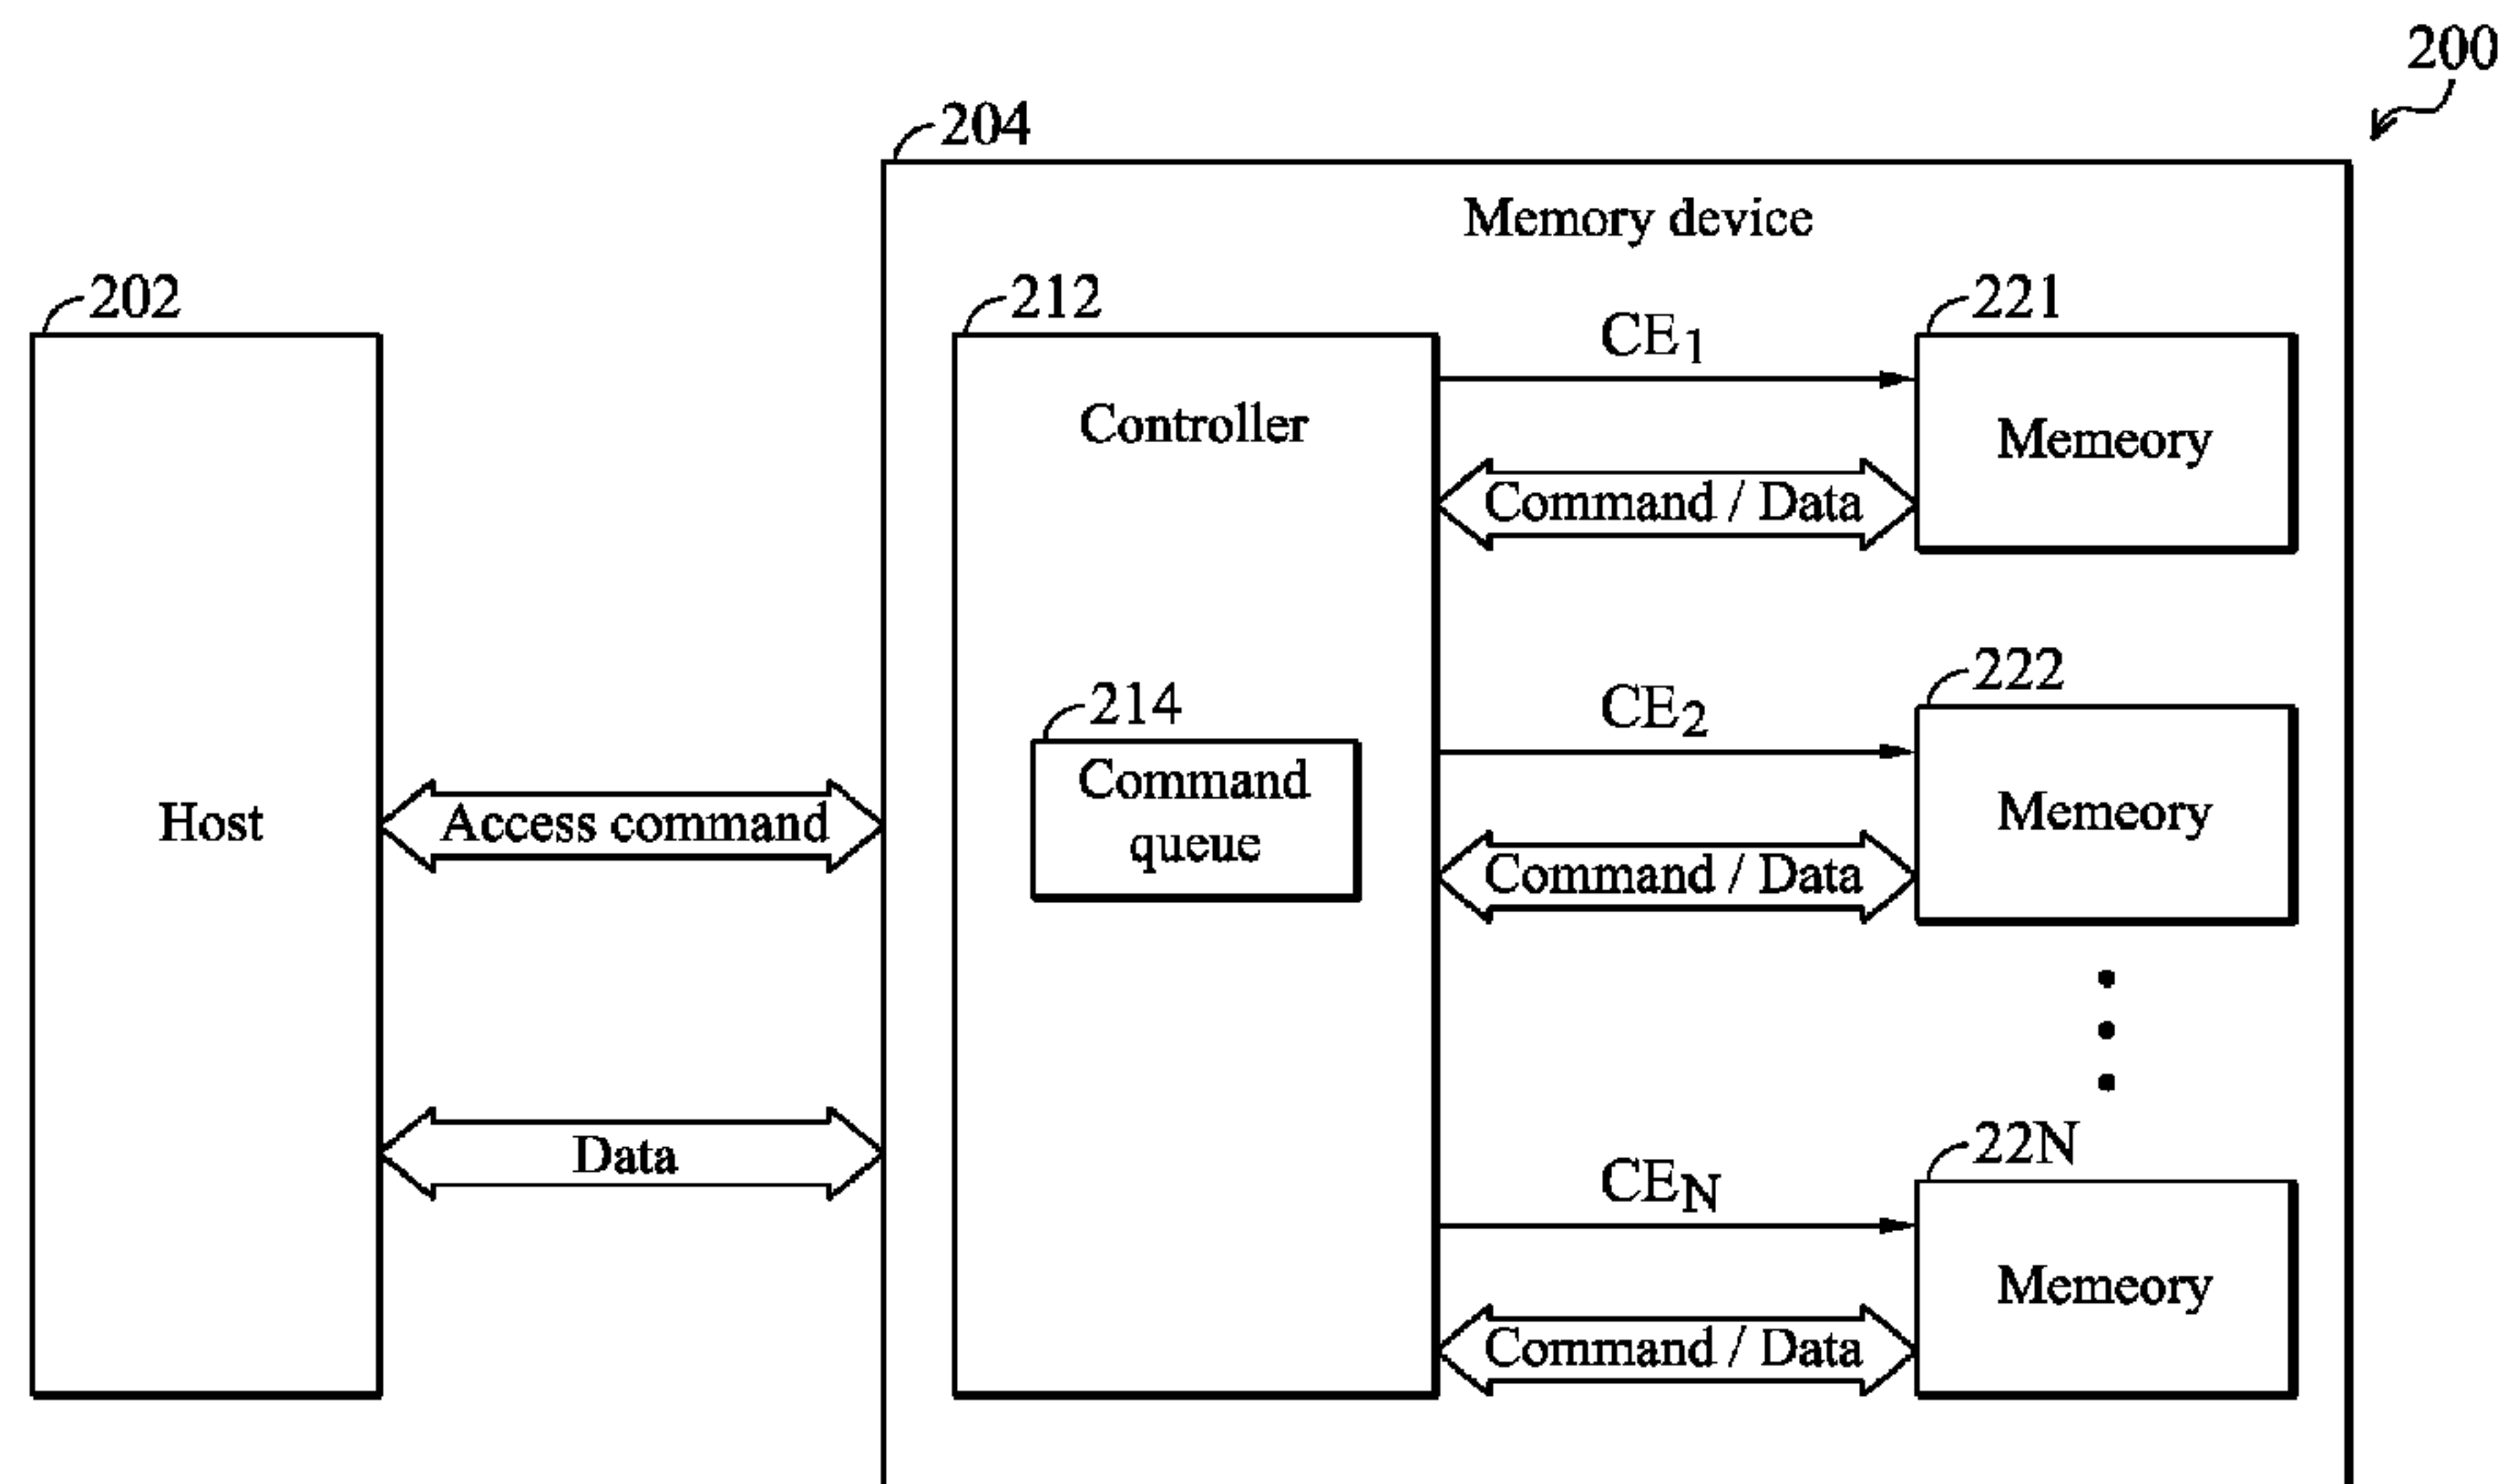 200
204
Memory device
202
212
221
CE1
Controller
Memeory
Command / Data
222
214
CE2
Command
queue
Host
Access command
Memeory
Command / Data
22N
Data
CEN
Memeory
Command / Data